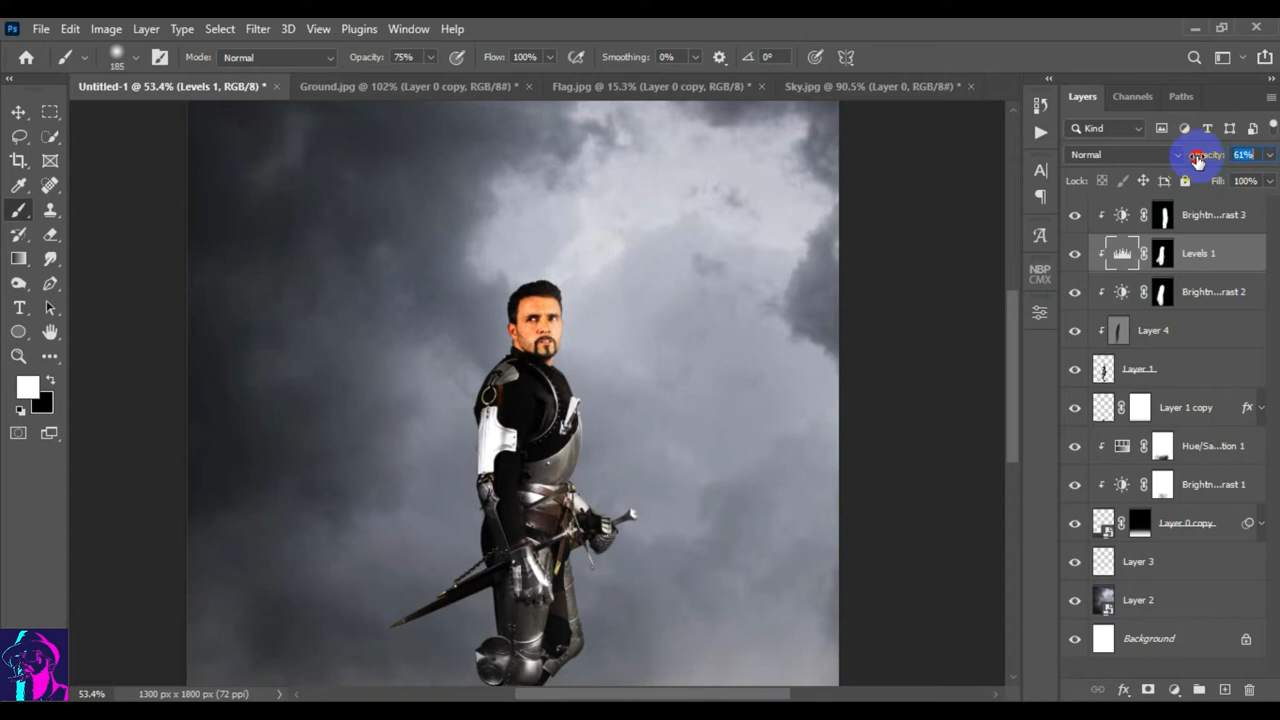 Ps File Edit Image Layer Type Select Filter 3D View Plugins Window Help
185 Mode: Normal Opacity: 75% Flow: 100% Smoothing: 0% 0°
Untitled-1 @ 53.4% (Levels 1, RGB/8) * × Ground.jpg @ 102% (Layer 0 copy, RGB/8#) * × Flag.jpg @ 15.3% (Layer 0 copy, RGB/8) * × Sky.jpg @ 90.5% (Layer 0, RGB/8#) * ×
Layers Channels Paths
Kind
Normal Opacity: 61%
Lock: Fill: 100%
Brightn...rast 3
Levels 1
NBP
CMX
Brightn...rast 2
Layer 4
Layer 1
Layer 1 copy fx
Hue/Sa...tion 1
Brightn...rast 1
Layer 0 copy
Layer 3
Layer 2
Background
53.4% 1300 px x 1800 px (72 ppi)